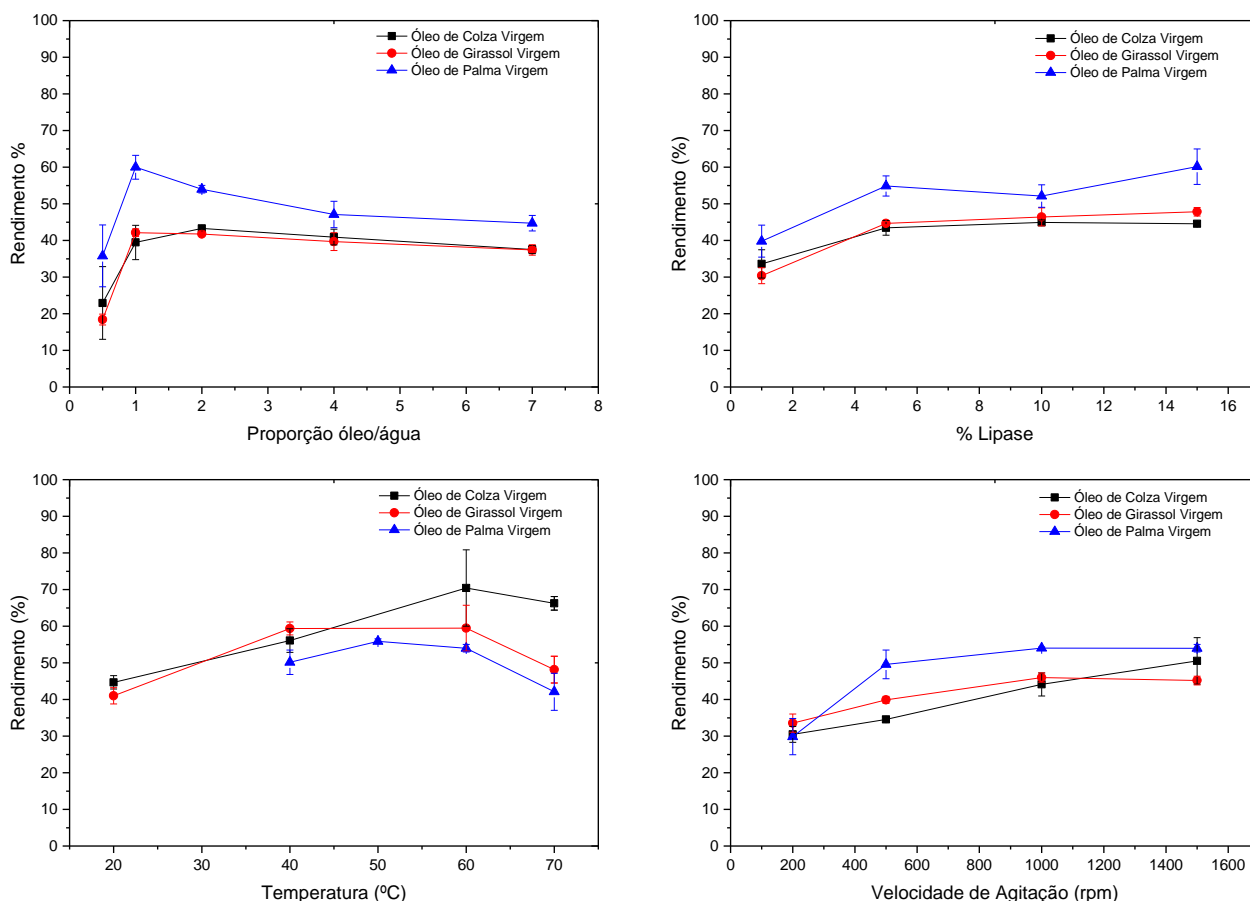 100
90
80
70
60
50
40
30
20
10
0
Rendimento %
0 1 2 3 4 5 6 7 8
Proporção óleo/água
Óleo de Colza Virgem
Óleo de Girassol Virgem
Óleo de Palma Virgem
100
90
80
70
60
50
40
30
20
10
0
Rendimento (%)
0 2 4 6 8 10 12 14 16
% Lipase
Óleo de Colza Virgem
Óleo de Girassol Virgem
Óleo de Palma Virgem
100
90
80
70
60
50
40
30
20
10
0
Rendimento (%)
20 30 40 50 60 70
Temperatura (ºC)
Óleo de Colza Virgem
Óleo de Girassol Virgem
Óleo de Palma Virgem
100
90
80
70
60
50
40
30
20
10
0
Rendimento (%)
0 200 400 600 800 1000 1200 1400 1600
Velocidade de Agitação (rpm)
Óleo de Colza Virgem
Óleo de Girassol Virgem
Óleo de Palma Virgem